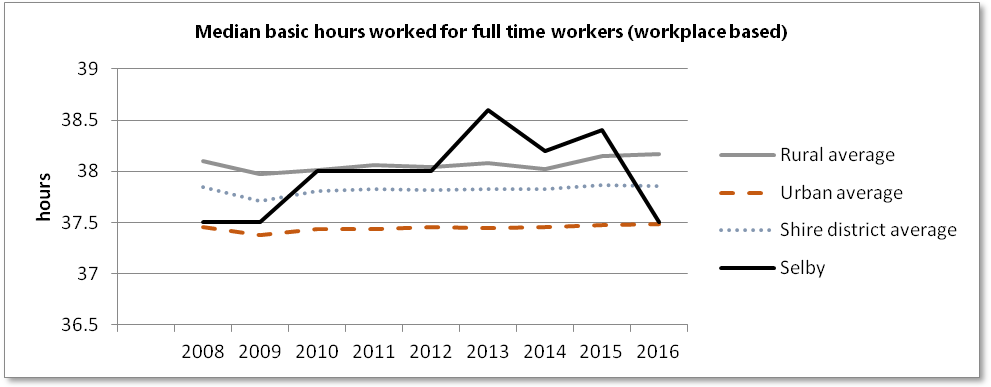 Median basic hours worked for full time workers (workplace based)
39
38.5
38
37.5
37
36.5
hours
2008 2009 2010 2011 2012 2013 2014 2015 2016
Rural average
Urban average
Shire district average
Selby